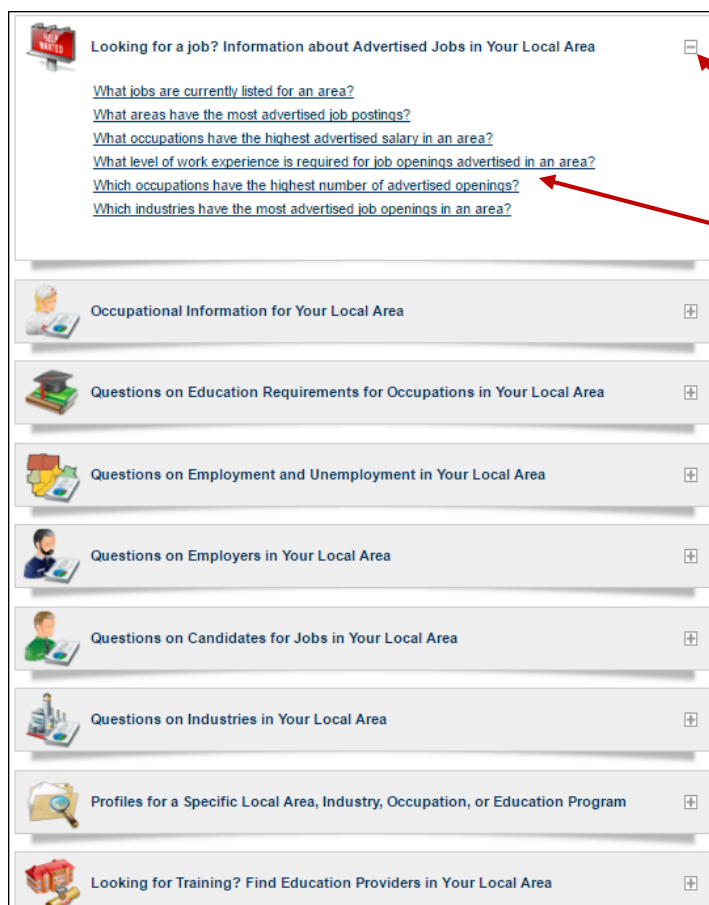 HELP
WANTED
Looking for a job? Information about Advertised Jobs in Your Local Area
What jobs are currently listed for an area?
What areas have the most advertised job postings?
What occupations have the highest advertised salary in an area?
What level of work experience is required for job openings advertised in an area?
Which occupations have the highest number of advertised openings?
Which industries have the most advertised job openings in an area?
Occupational Information for Your Local Area
Questions on Education Requirements for Occupations in Your Local Area
Questions on Employment and Unemployment in Your Local Area
Questions on Employers in Your Local Area
Questions on Candidates for Jobs in Your Local Area
Questions on Industries in Your Local Area
Profiles for a Specific Local Area, Industry, Occupation, or Education Program
Looking for Training? Find Education Providers in Your Local Area